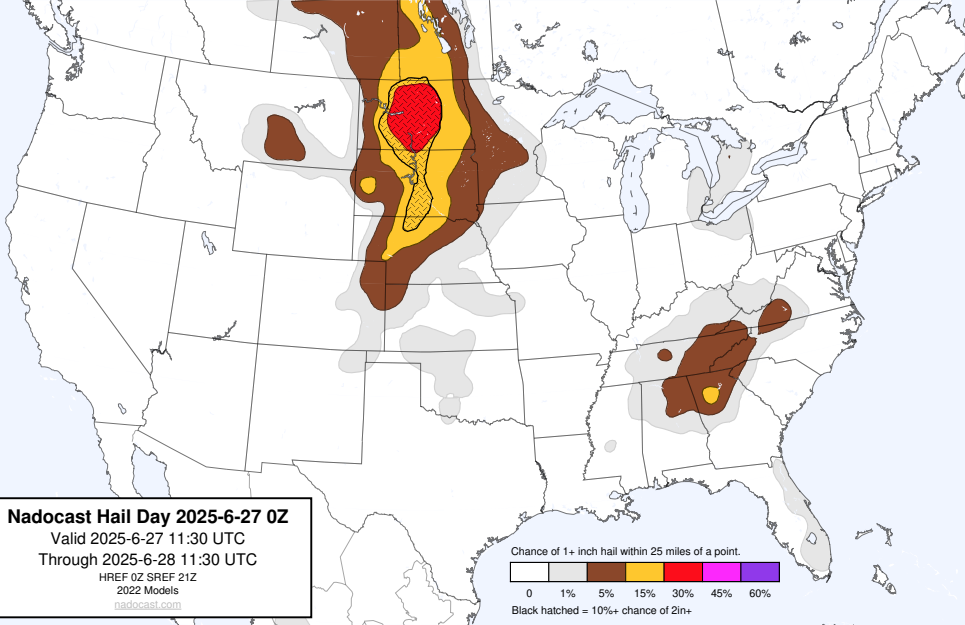 Nadocast Hail Day 2025-6-27 0Z
Valid 2025-6-27 11:30 UTC
Through 2025-6-28 11:30 UTC
HREF 0Z SREF 21Z
2022 Models
nadocast.com
Chance of 1+ inch hail within 25 miles of a point.
0 1% 5% 15% 30% 45% 60%
Black hatched = 10%+ chance of 2in+